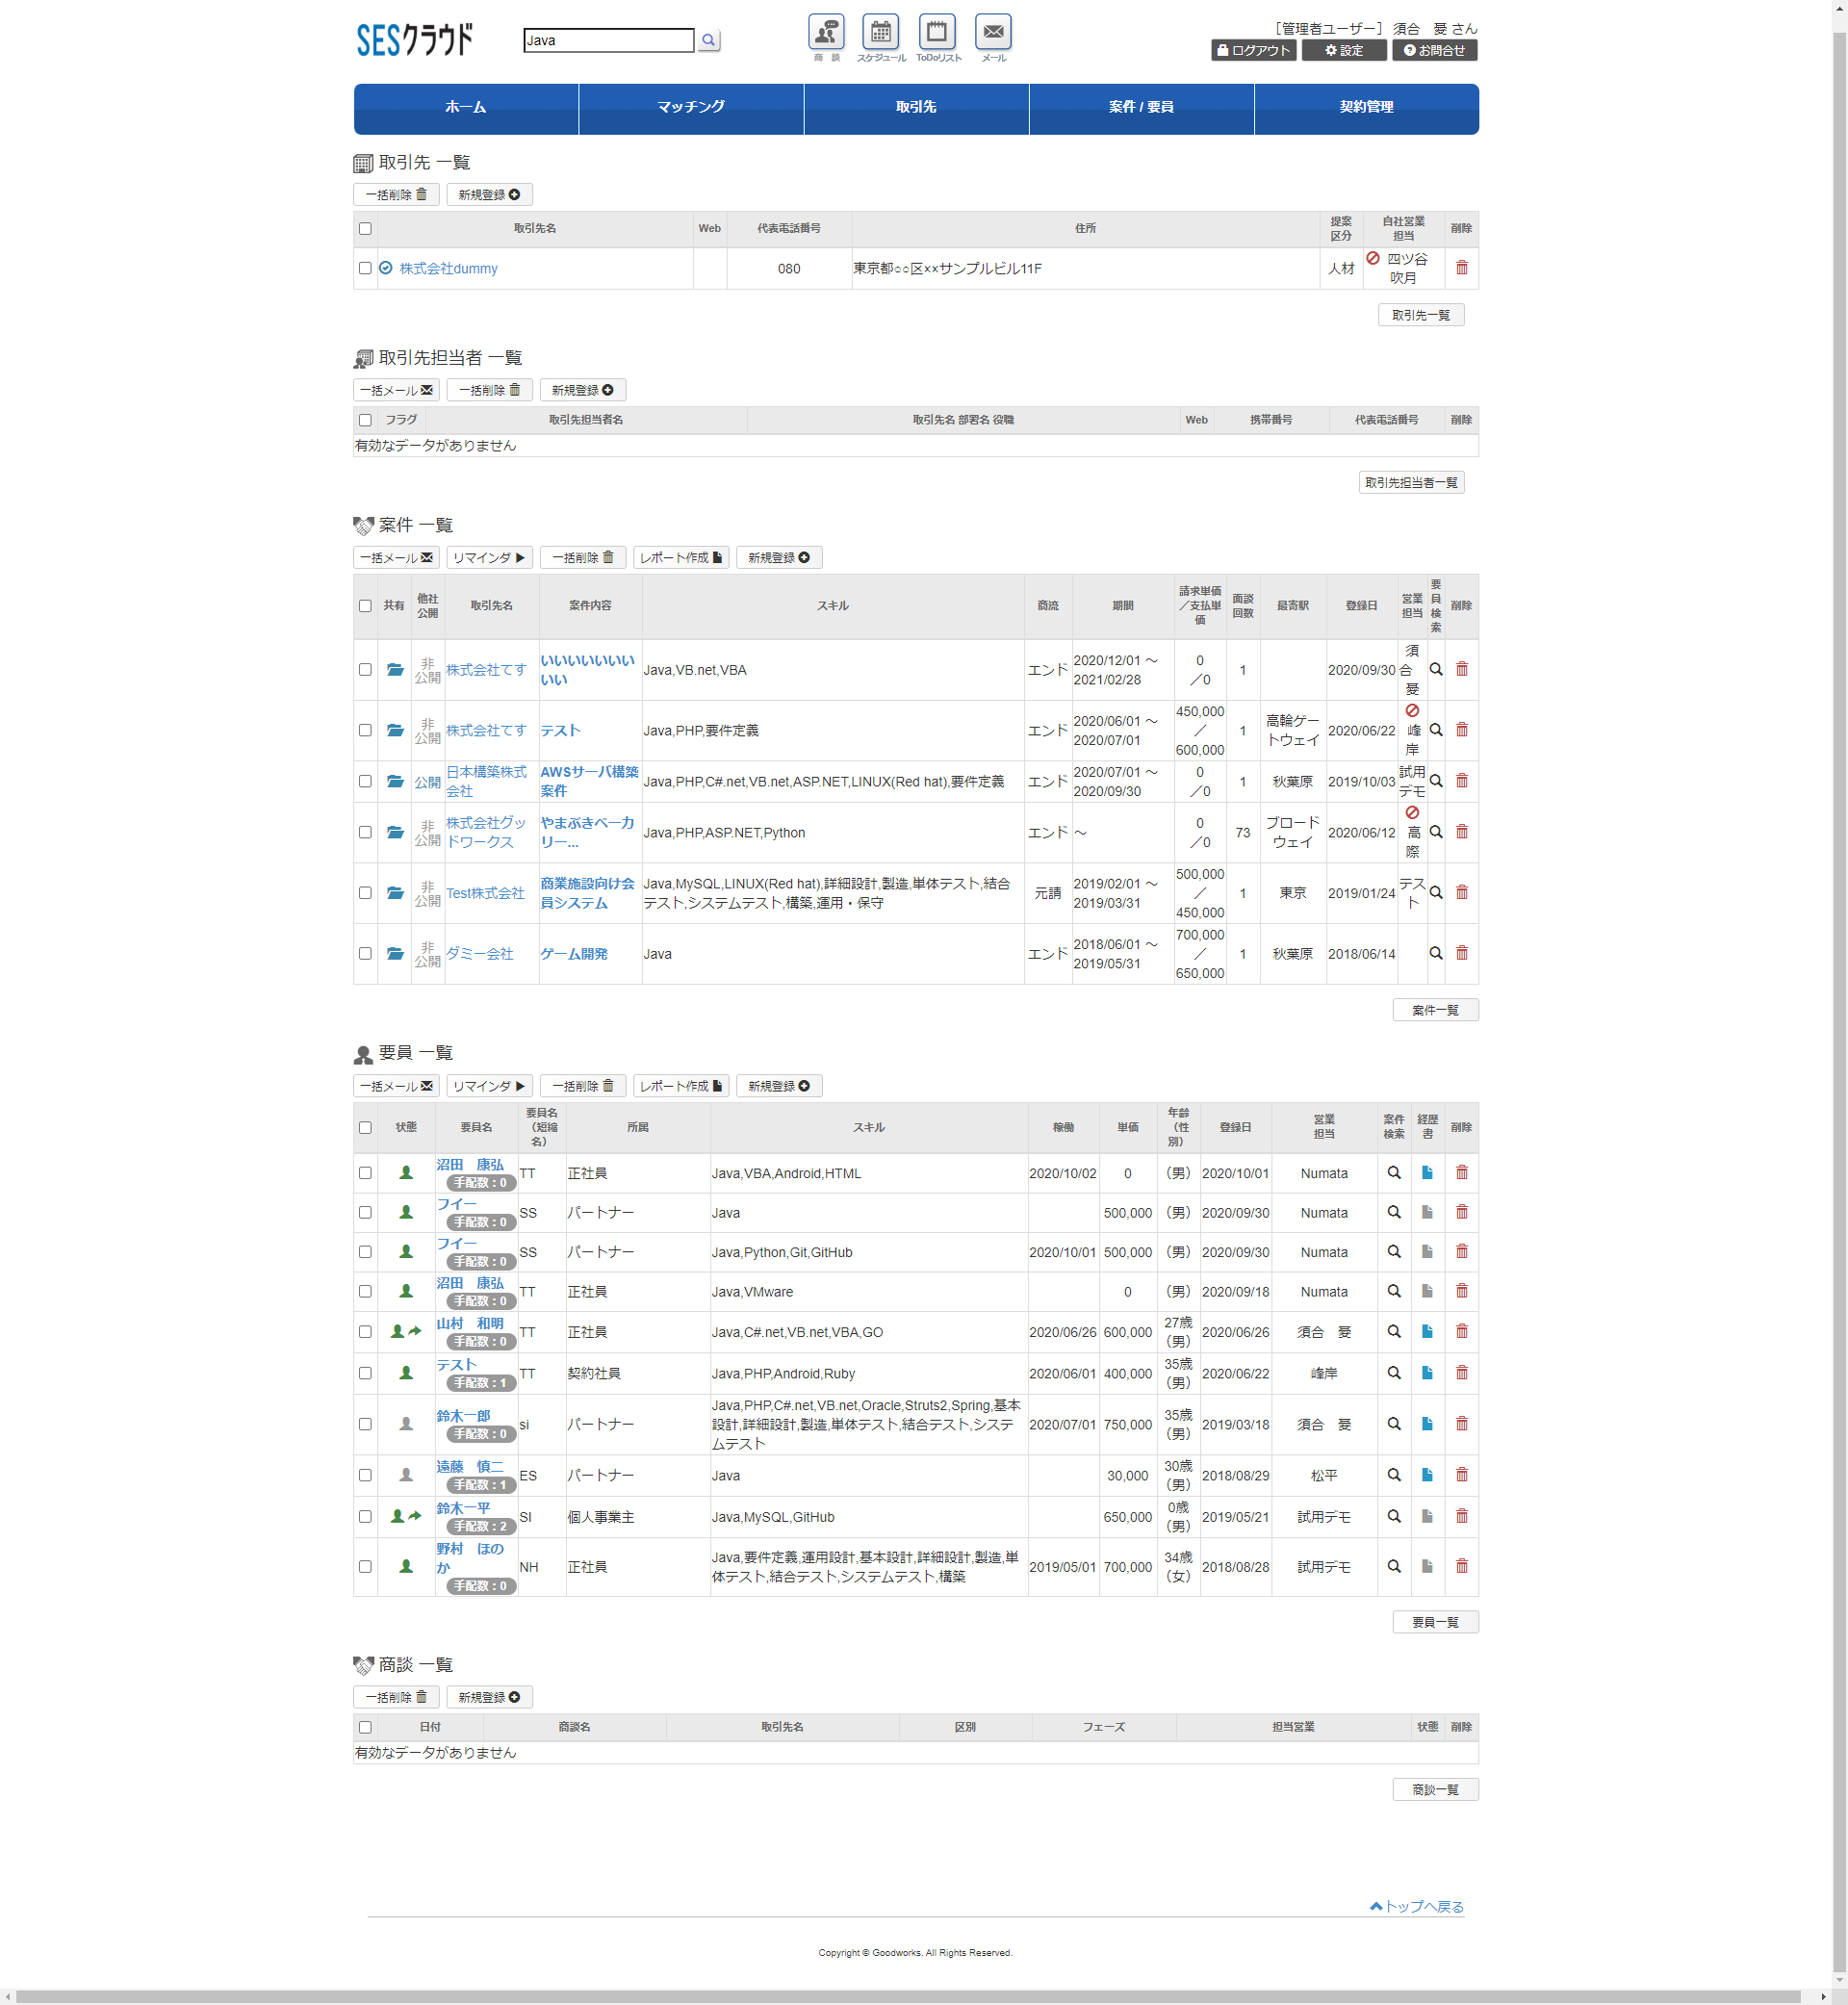 SESクラウド
Java
商 談 スケジュール ToDoリスト メール
［管理者ユーザー］ 須合　憂 さん
ログアウト 設定 お問合せ
ホーム マッチング 取引先 案件 / 要員 契約管理
取引先 一覧
一括削除 新規登録
取引先名 Web 代表電話番号 住所 提案区分 自社営業担当 削除
株式会社dummy 080 東京都○○区××サンプルビル11F 人材 四ツ谷 吹月
取引先一覧
取引先担当者 一覧
一括メール 一括削除 新規登録
フラグ 取引先担当者名 取引先名 部署名 役職 Web 携帯番号 代表電話番号 削除
有効なデータがありません
取引先担当者一覧
案件 一覧
一括メール リマインダ 一括削除 レポート作成 新規登録
共有 他社公開 取引先名 案件内容 スキル 商流 期間 請求単価／支払単価 面談回数 最寄駅 登録日 営業担当 要員検索 削除
非公開 株式会社てす いいいいいいいいい Java,VB.net,VBA エンド 2020/12/01 ～ 2021/02/28 0／0 1 2020/09/30 須合　憂
非公開 株式会社てす テスト Java,PHP,要件定義 エンド 2020/06/01 ～ 2020/07/01 450,000／600,000 1 高輪ゲートウェイ 2020/06/22 峰岸
公開 日本構築株式会社 AWSサーバ構築案件 Java,PHP,C#.net,VB.net,ASP.NET,LINUX(Red hat),要件定義 エンド 2020/07/01 ～ 2020/09/30 0／0 1 秋葉原 2019/10/03 試用デモ
非公開 株式会社グッドワークス やまぶきベーカリー... Java,PHP,ASP.NET,Python エンド ～ 0／0 73 ブロードウェイ 2020/06/12 高際
非公開 Test株式会社 商業施設向け会員システム Java,MySQL,LINUX(Red hat),詳細設計,製造,単体テスト,結合テスト,システムテスト,構築,運用・保守 元請 2019/02/01 ～ 2019/03/31 500,000／450,000 1 東京 2019/01/24 テスト
非公開 ダミー会社 ゲーム開発 Java エンド 2018/06/01 ～ 2019/05/31 700,000／650,000 1 秋葉原 2018/06/14
案件一覧
要員 一覧
一括メール リマインダ 一括削除 レポート作成 新規登録
状態 要員名 要員名（短縮名） 所属 スキル 稼働 単価 年齢（性別） 登録日 営業担当 案件検索 経歴書 削除
沼田　康弘 手配数：0 TT 正社員 Java,VBA,Android,HTML 2020/10/02 0 （男） 2020/10/01 Numata
フイー 手配数：0 SS パートナー Java 500,000 （男） 2020/09/30 Numata
フイー 手配数：0 SS パートナー Java,Python,Git,GitHub 2020/10/01 500,000 （男） 2020/09/30 Numata
沼田　康弘 手配数：0 TT 正社員 Java,VMware 0 （男） 2020/09/18 Numata
山村　和明 手配数：0 TT 正社員 Java,C#.net,VB.net,VBA,GO 2020/06/26 600,000 27歳（男） 2020/06/26 須合　憂
テスト 手配数：1 TT 契約社員 Java,PHP,Android,Ruby 2020/06/01 400,000 35歳（男） 2020/06/22 峰岸
鈴木一郎 手配数：0 si パートナー Java,PHP,C#.net,VB.net,Oracle,Struts2,Spring,基本設計,詳細設計,製造,単体テスト,結合テスト,システムテスト 2020/07/01 750,000 35歳（男） 2019/03/18 須合　憂
遠藤　慎二 手配数：1 ES パートナー Java 30,000 30歳（男） 2018/08/29 松平
鈴木一平 手配数：2 SI 個人事業主 Java,MySQL,GitHub 650,000 0歳（男） 2019/05/21 試用デモ
野村　ほのか 手配数：0 NH 正社員 Java,要件定義,運用設計,基本設計,詳細設計,製造,単体テスト,結合テスト,システムテスト,構築 2019/05/01 700,000 34歳（女） 2018/08/28 試用デモ
要員一覧
商談 一覧
一括削除 新規登録
日付 商談名 取引先名 区別 フェーズ 担当営業 状態 削除
有効なデータがありません
商談一覧
トップへ戻る
Copyright © Goodworks. All Rights Reserved.